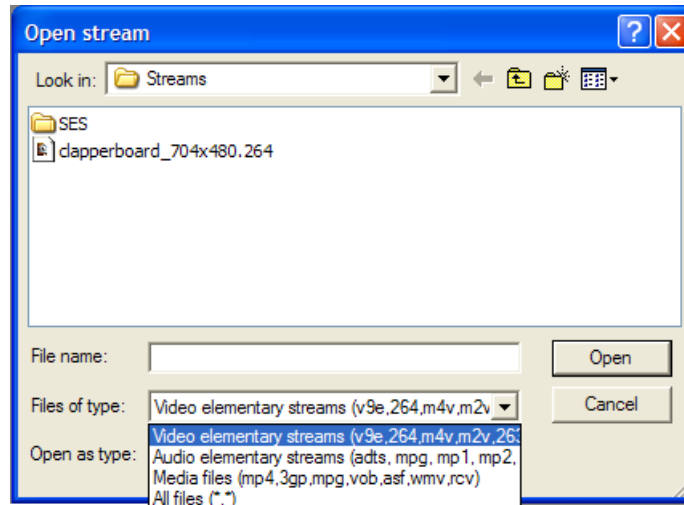 Open stream
Look in: Streams
SES
clapperboard_704x480.264
File name:
Open
Files of type: Video elementary streams (v9e,264,m4v,m2v
Cancel
Video elementary streams (v9e,264,m4v,m2v,263
Open as type:
Audio elementary streams (adts, mpg, mp1, mp2,
Media files (mp4,3gp,mpg,vob,asf,wmv,rcv)
All files (*.*)